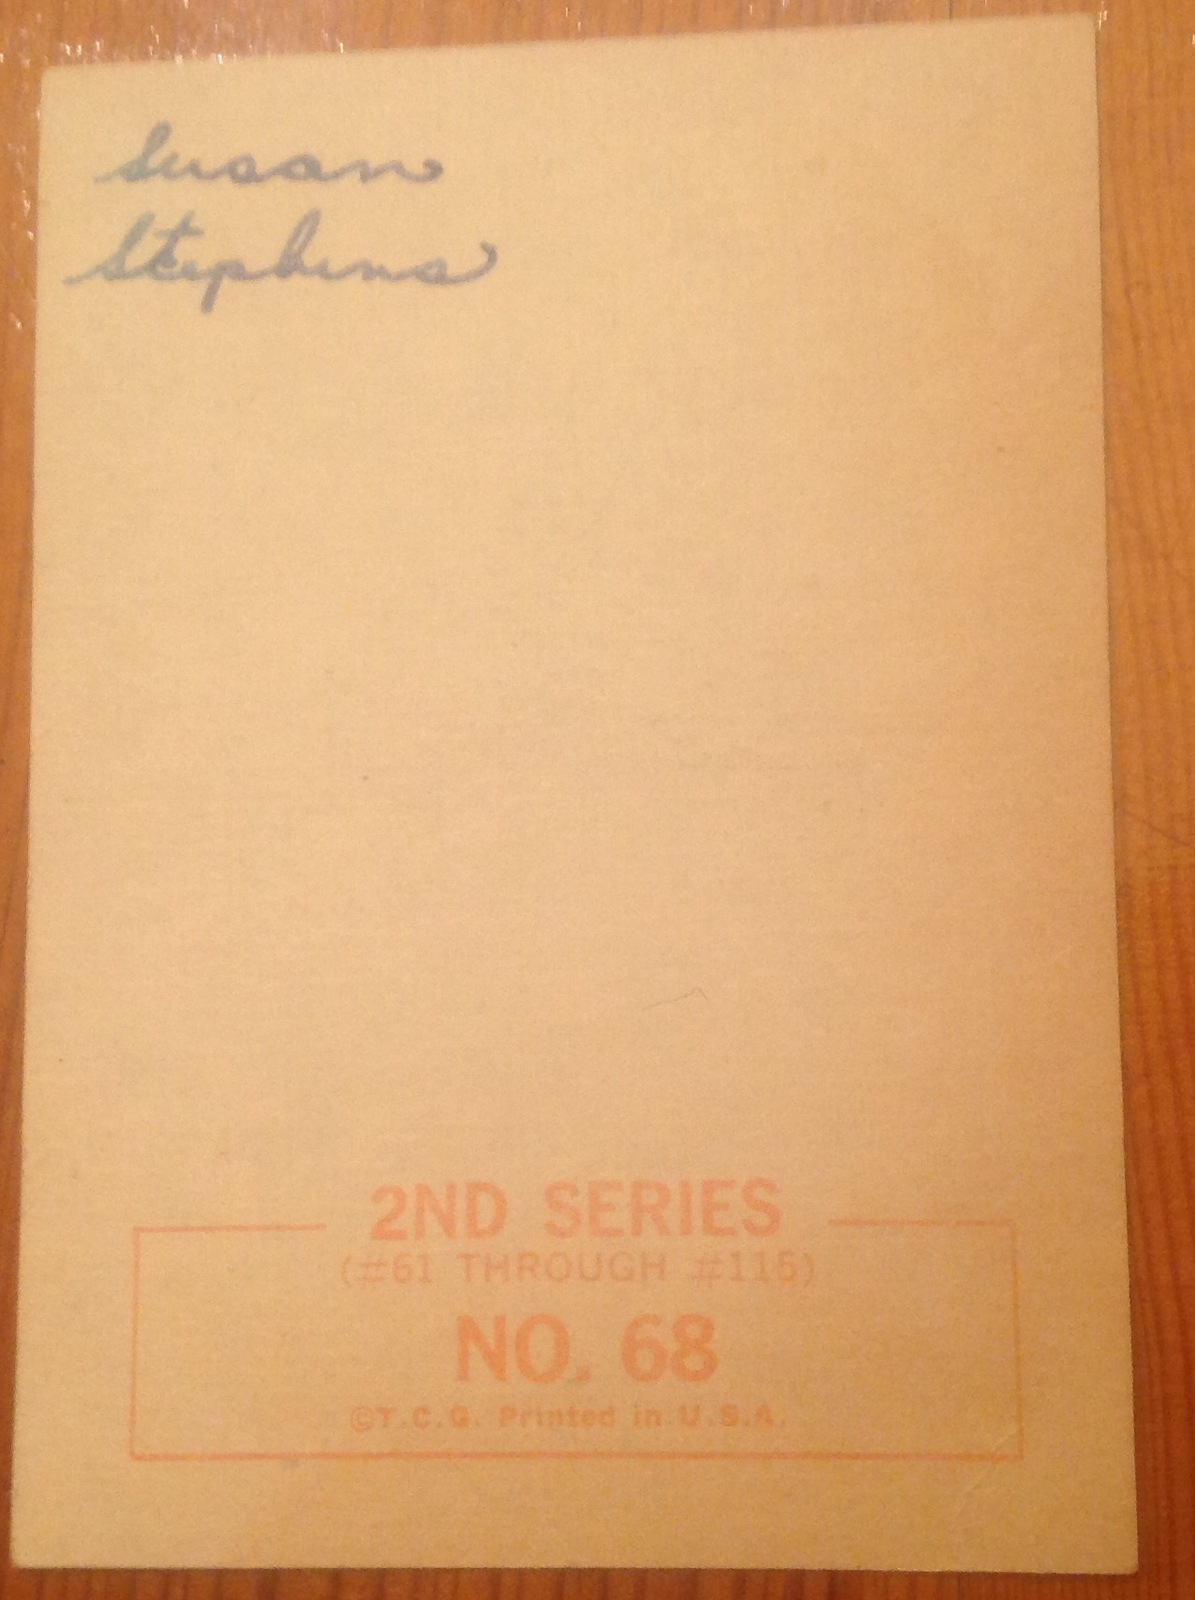 Susan
Stephens
2ND SERIES
(#61 THROUGH #115)
NO. 68
©T.C.G. Printed in U.S.A.